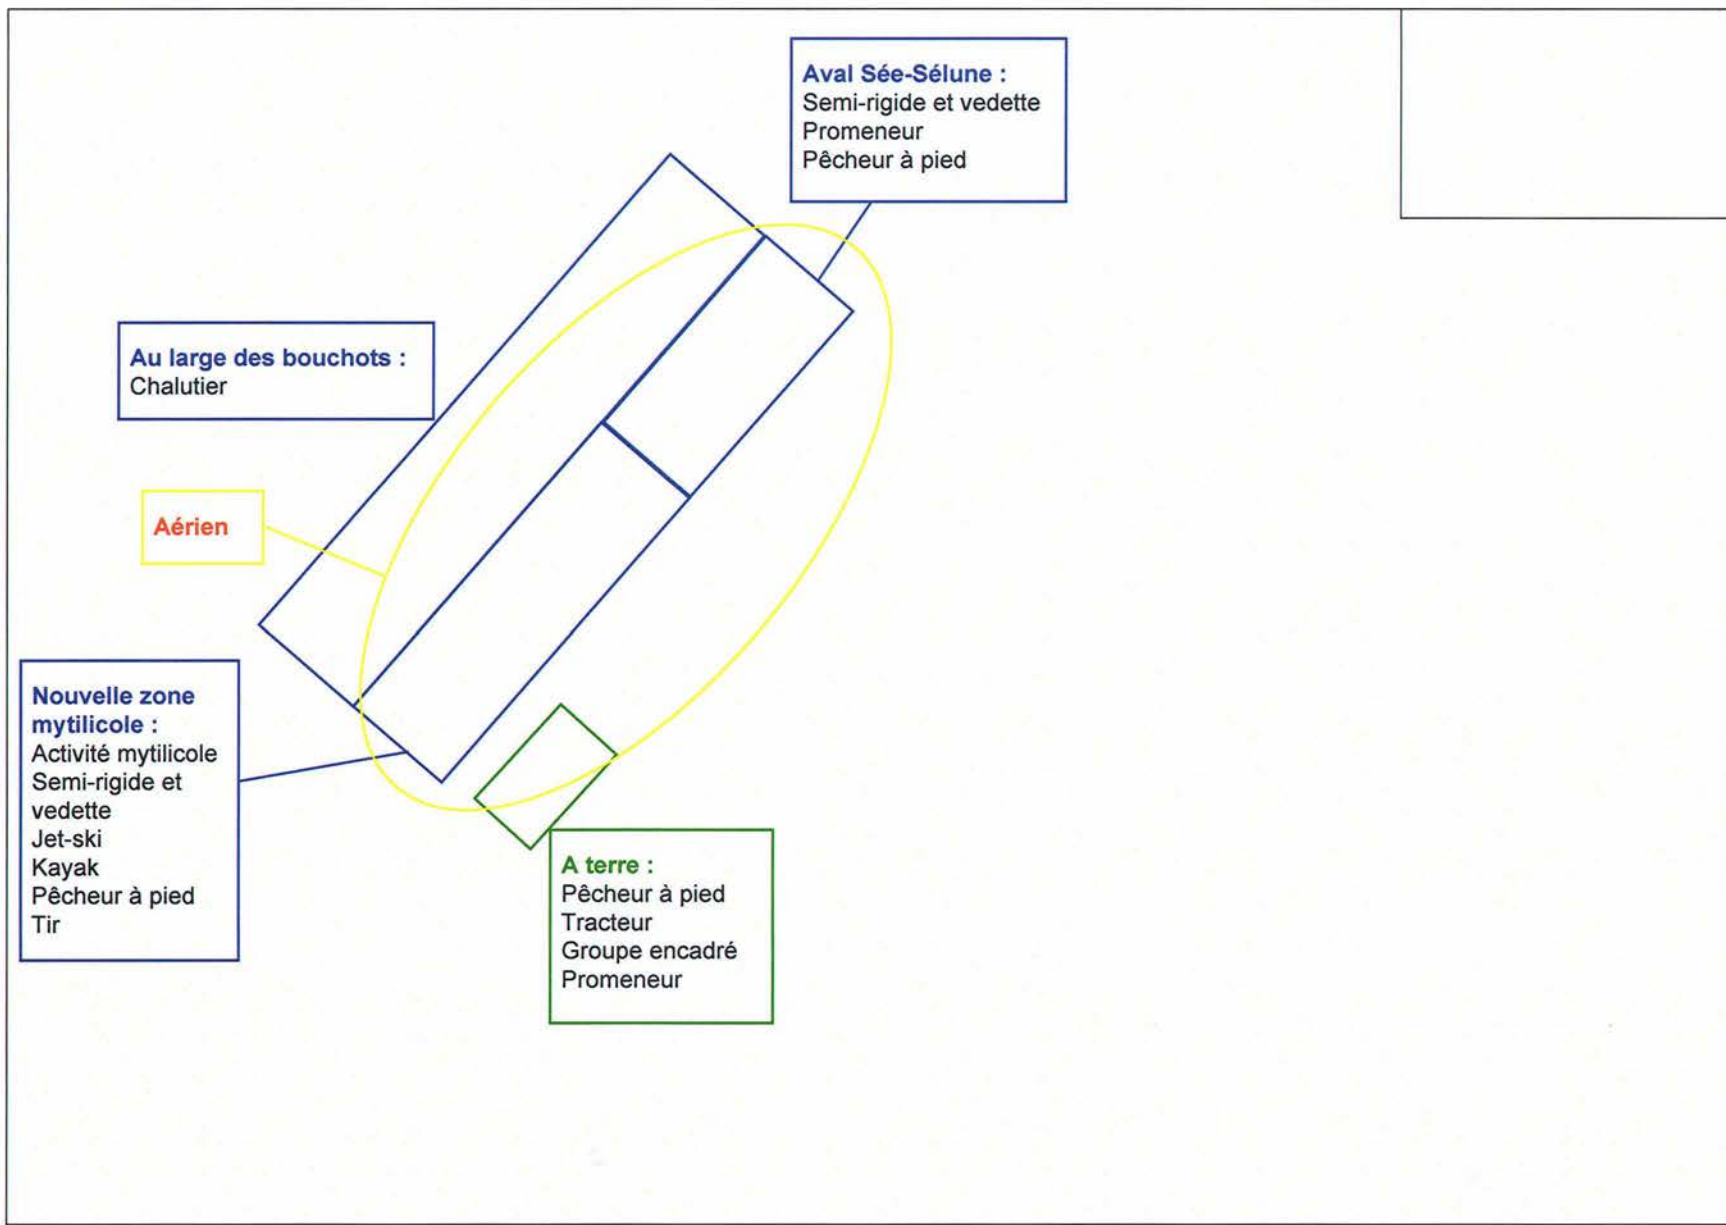 Aval Sée-Sélune :
Semi-rigide et vedette
Promeneur
Pêcheur à pied
Au large des bouchots :
Chalutier
Aérien
Nouvelle zone
mytilicole :
Activité mytilicole
Semi-rigide et
vedette
Jet-ski
Kayak
Pêcheur à pied
Tir
A terre :
Pêcheur à pied
Tracteur
Groupe encadré
Promeneur